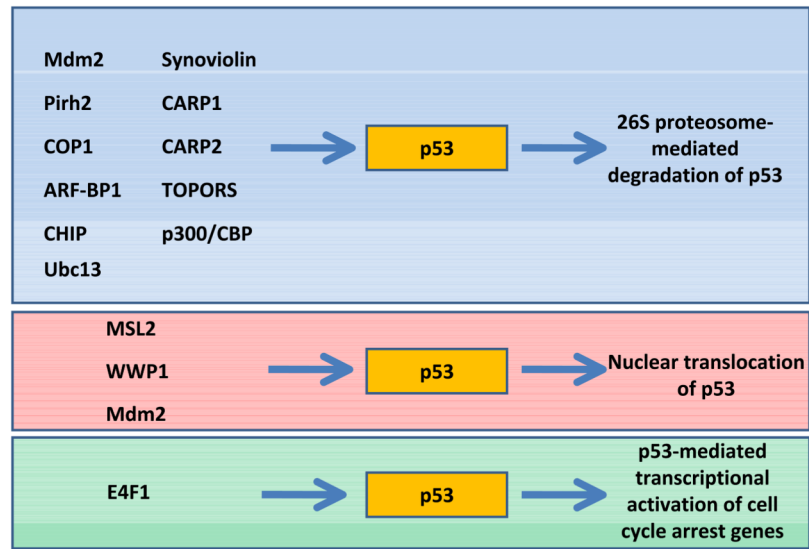 Mdm2 Synoviolin
Pirh2 CARP1
COP1 CARP2
ARF-BP1 TOPORS
CHIP p300/CBP
Ubc13
p53
26S proteosome-
mediated
degradation of p53
MSL2
WWP1
Mdm2
p53
Nuclear translocation
of p53
E4F1
p53
p53-mediated
transcriptional
activation of cell
cycle arrest genes